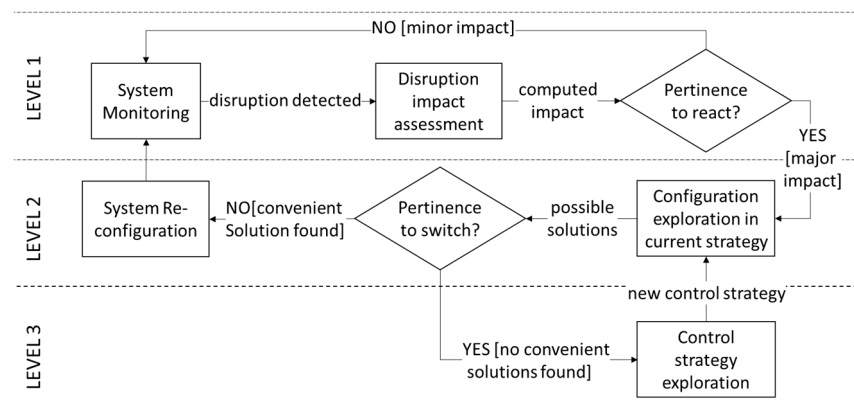 LEVEL 1
NO [minor impact]
System
Monitoring
disruption detected
Disruption
impact
assessment
computed
impact
Pertinence
to react?
YES
[major
impact]
LEVEL 2
System Re-
configuration
NO[convenient
Solution found]
Pertinence
to switch?
possible
solutions
Configuration
exploration in
current strategy
LEVEL 3
new control strategy
YES [no convenient
solutions found]
Control
strategy
exploration